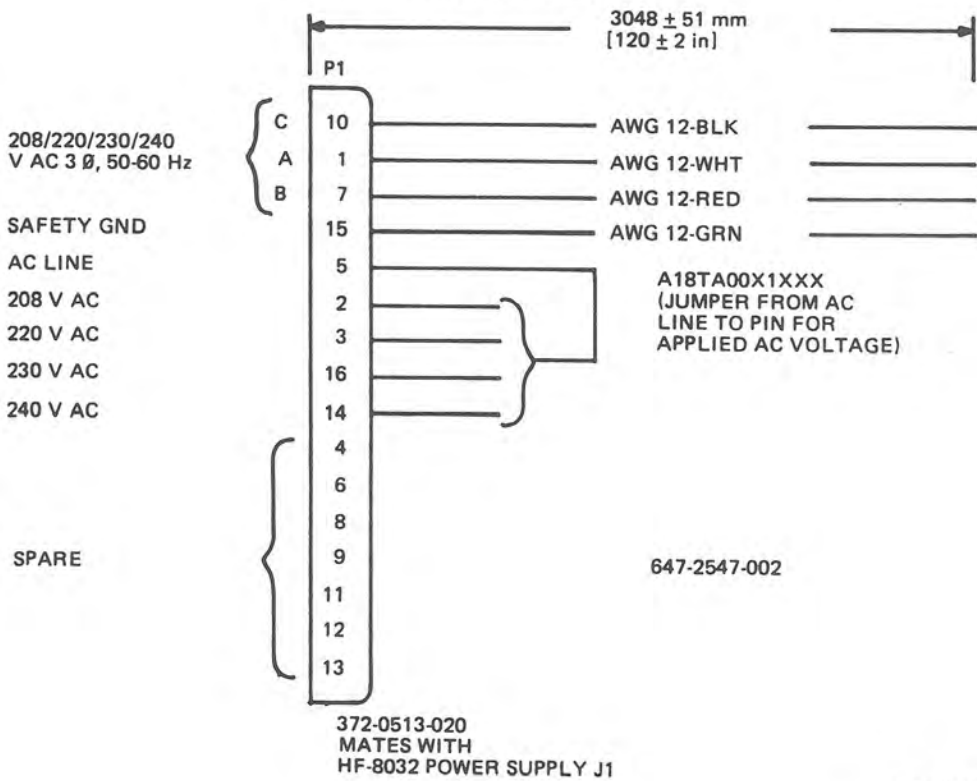 3048 ± 51 mm
[120 ± 2 in]
P1
208/220/230/240
V AC 3 Ø, 50-60 Hz
C 10 AWG 12-BLK
A 1 AWG 12-WHT
B 7 AWG 12-RED
SAFETY GND 15 AWG 12-GRN
AC LINE 5
208 V AC 2
220 V AC 3
230 V AC 16
240 V AC 14
A18TA00X1XXX
(JUMPER FROM AC
LINE TO PIN FOR
APPLIED AC VOLTAGE)
SPARE
4
6
8
9
11
12
13
647-2547-002
372-0513-020
MATES WITH
HF-8032 POWER SUPPLY J1